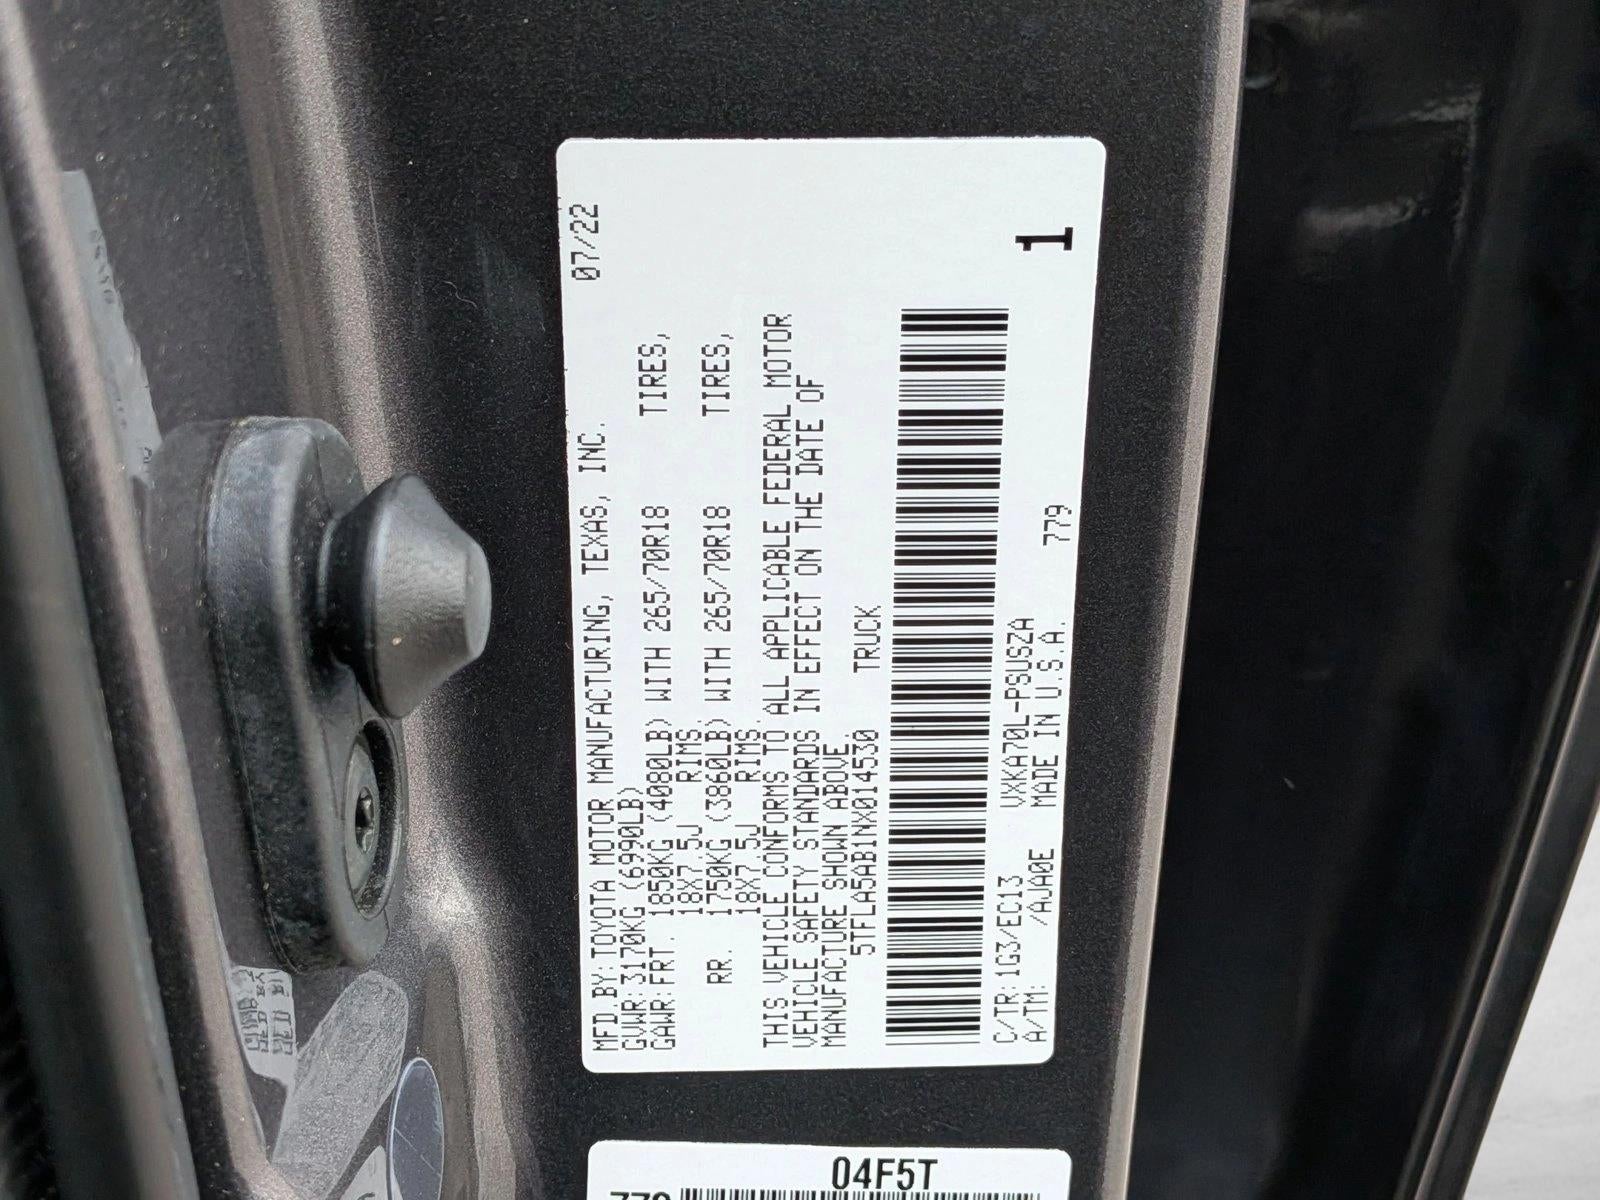 MFD.BY:TOYOTA MOTOR MANUFACTURING, TEXAS, INC. 07/22
GVWR:3170KG (6990LB)
GAWR:FRT. 1850KG (4080LB) WITH 265/70R18 TIRES,
18X7.5J RIMS.
RR. 1750KG (3860LB) WITH 265/70R18 TIRES,
18X7.5J RIMS.
THIS VEHICLE CONFORMS TO ALL APPLICABLE FEDERAL MOTOR
VEHICLE SAFETY STANDARDS IN EFFECT ON THE DATE OF
MANUFACTURE SHOWN ABOVE.
5TFLA5AB1NX014530 TRUCK
C/TR:1G3/EC13 VXKA70L-PSUSZA
A/TM: /AJA0E MADE IN U.S.A. 779
1
04F5T
779